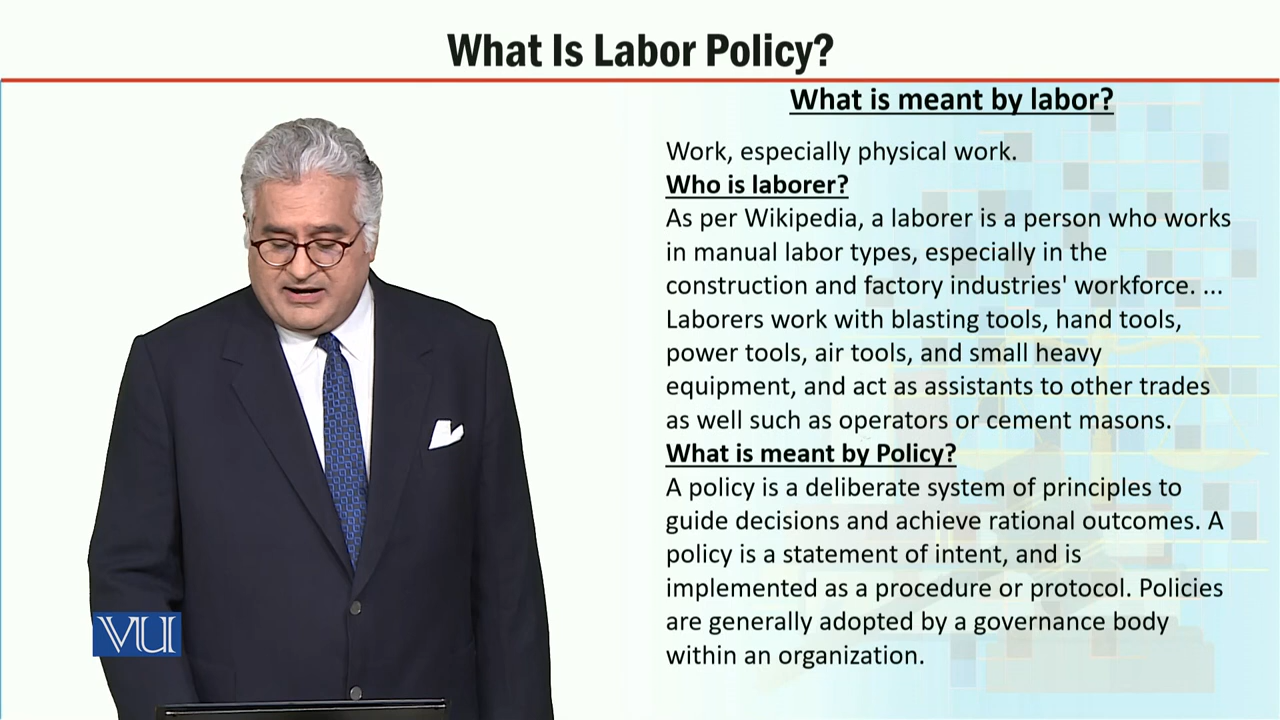 What Is Labor Policy?
What is meant by labor?
Work, especially physical work.
Who is laborer?
As per Wikipedia, a laborer is a person who works
in manual labor types, especially in the
construction and factory industries' workforce. ...
Laborers work with blasting tools, hand tools,
power tools, air tools, and small heavy
equipment, and act as assistants to other trades
as well such as operators or cement masons.
What is meant by Policy?
A policy is a deliberate system of principles to
guide decisions and achieve rational outcomes. A
policy is a statement of intent, and is
implemented as a procedure or protocol. Policies
are generally adopted by a governance body
within an organization.
VU